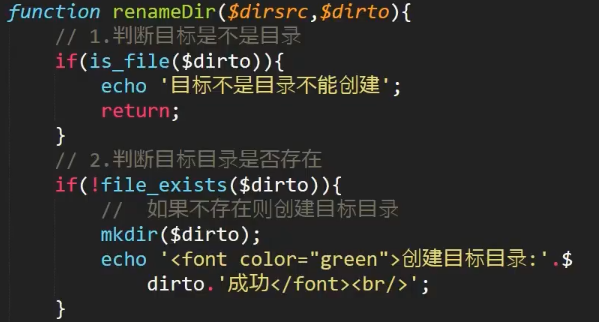 function renameDir($dirsrc,$dirto){
// 1.判断目标是不是目录
if(is_file($dirto)){
echo '目标不是目录不能创建';
return;
}
// 2.判断目标目录是否存在
if(!file_exists($dirto)){
//  如果不存在则创建目标目录
mkdir($dirto);
echo '<font color="green">创建目标目录:'.$
dirto.'成功</font><br/>';
}